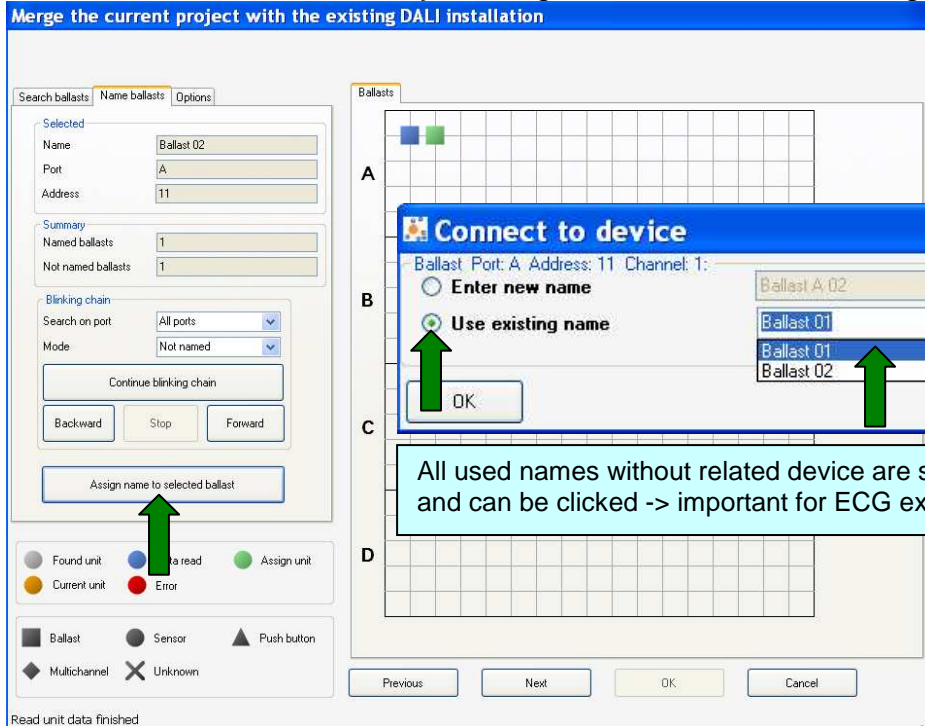 Merge the current project with the existing DALI installation
Search ballasts Name ballasts Options
Selected
Name Ballast 02
Port A
Address 11
Summary
Named ballasts 1
Not named ballasts 1
Blinking chain
Search on port All ports
Mode Not named
Continue blinking chain
Backward Stop Forward
Assign name to selected ballast
Found unit ta read Assign unit
Current unit Error
Ballast Sensor Push button
Multichannel Unknown
Read unit data finished
Ballasts
A
B
C
D
Connect to device
Ballast Port: A Address: 11 Channel: 1:
Enter new name Ballast A 02
Use existing name Ballast 01
Ballast 01
Ballast 02
OK
All used names without related device are s
and can be clicked -> important for ECG ex
Previous Next OK Cancel